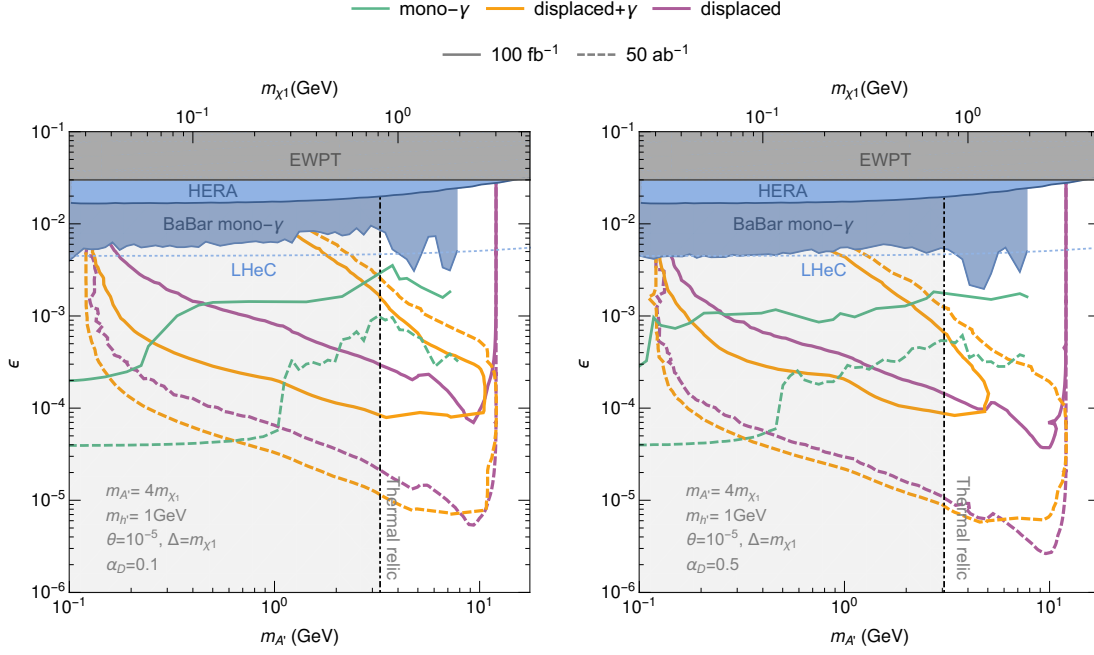 mono-γ displaced+γ displaced
100 fb⁻¹ 50 ab⁻¹
m_χ1(GeV)
10⁻¹ 10⁰
10⁻¹
10⁻²
10⁻³
10⁻⁴
10⁻⁵
10⁻⁶
ϵ
EWPT
HERA
BaBar mono-γ
LHeC
m_A'= 4m_χ₁
m_h'= 1GeV
θ=10⁻⁵, Δ=m_χ₁
α_D=0.1
Thermal relic
10⁻¹ 10⁰ 10¹
m_A' (GeV)
m_χ1(GeV)
10⁻¹ 10⁰
10⁻¹
10⁻²
10⁻³
10⁻⁴
10⁻⁵
10⁻⁶
ϵ
EWPT
HERA
BaBar mono-γ
LHeC
m_A'= 4m_χ₁
m_h'= 1GeV
θ=10⁻⁵, Δ=m_χ₁
α_D=0.5
Thermal relic
10⁻¹ 10⁰ 10¹
m_A' (GeV)